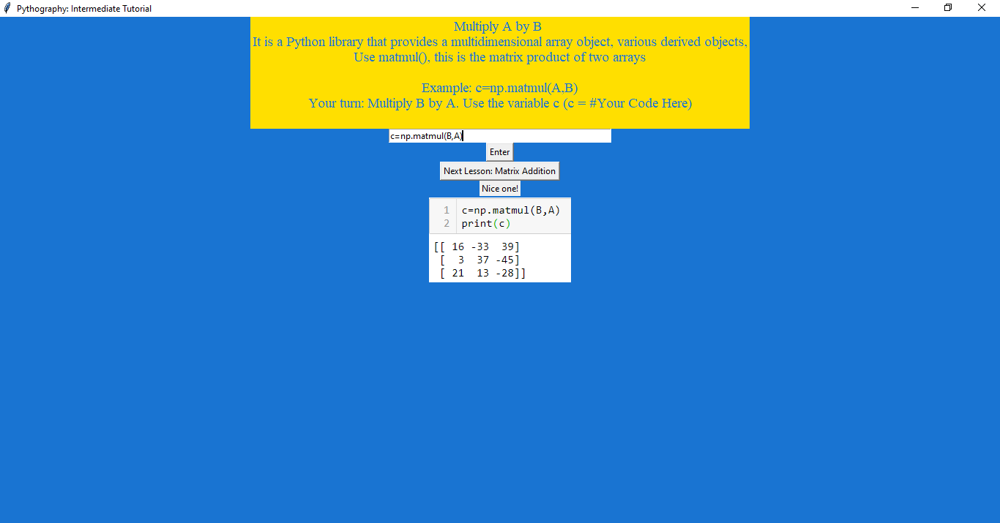 Pythography: Intermediate Tutorial
Multiply A by B
It is a Python library that provides a multidimensional array object, various derived objects,
Use matmul(), this is the matrix product of two arrays
Example: c=np.matmul(A,B)
Your turn: Multiply B by A. Use the variable c (c = #Your Code Here)
c=np.matmul(B,A)
Enter
Next Lesson: Matrix Addition
Nice one!
1 c=np.matmul(B,A)
2 print(c)
[[ 16 -33  39]
 [  3  37 -45]
 [ 21  13 -28]]